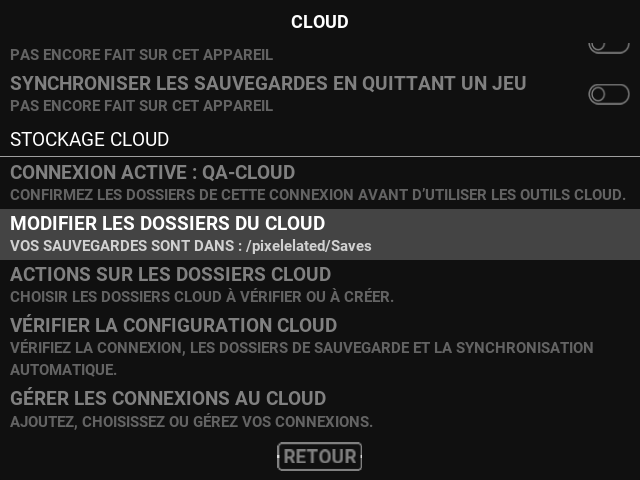 CLOUD
PAS ENCORE FAIT SUR CET APPAREIL
SYNCHRONISER LES SAUVEGARDES EN QUITTANT UN JEU
PAS ENCORE FAIT SUR CET APPAREIL
STOCKAGE CLOUD
CONNEXION ACTIVE : QA-CLOUD
CONFIRMEZ LES DOSSIERS DE CETTE CONNEXION AVANT D’UTILISER LES OUTILS CLOUD.
MODIFIER LES DOSSIERS DU CLOUD
VOS SAUVEGARDES SONT DANS : /pixelelated/Saves
ACTIONS SUR LES DOSSIERS CLOUD
CHOISIR LES DOSSIERS CLOUD À VÉRIFIER OU À CRÉER.
VÉRIFIER LA CONFIGURATION CLOUD
VÉRIFIEZ LA CONNEXION, LES DOSSIERS DE SAUVEGARDE ET LA SYNCHRONISATION
AUTOMATIQUE.
GÉRER LES CONNEXIONS AU CLOUD
AJOUTEZ, CHOISISSEZ OU GÉREZ VOS CONNEXIONS.
RETOUR